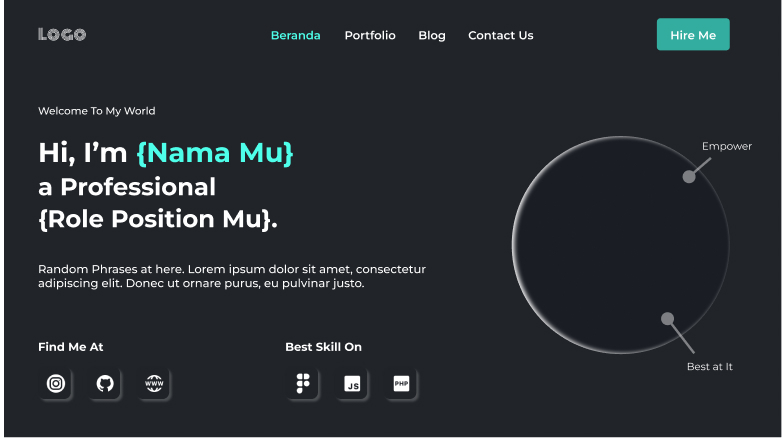 LOGO
Beranda
Portfolio
Blog
Contact Us
Hire Me
Welcome To My World
Hi, I’m {Nama Mu}
a Professional
{Role Position Mu}.
Random Phrases at here. Lorem ipsum dolor sit amet, consectetur
adipiscing elit. Donec ut ornare purus, eu pulvinar justo.
Empower
Best at It
Find Me At
WWW
Best Skill On
JS
PHP